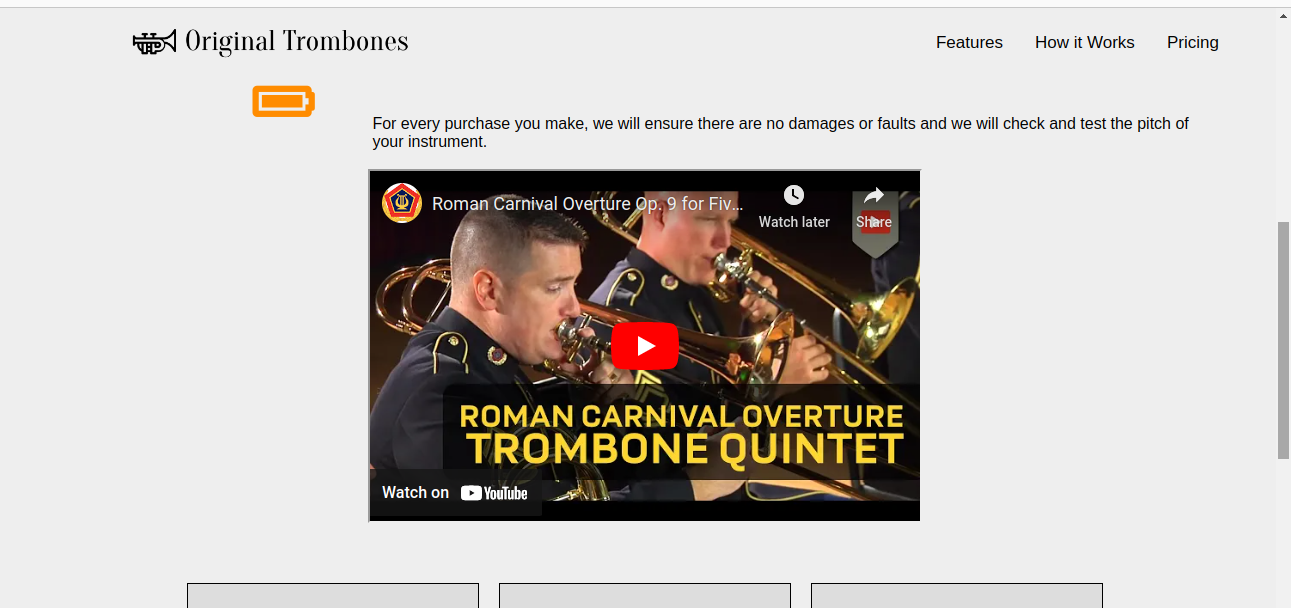 Original Trombones
Features
How it Works
Pricing
For every purchase you make, we will ensure there are no damages or faults and we will check and test the pitch of
your instrument.
Roman Carnival Overture Op. 9 for Fiv...
Watch later
Share
ROMAN CARNIVAL OVERTURE
TROMBONE QUINTET
Watch on YouTube